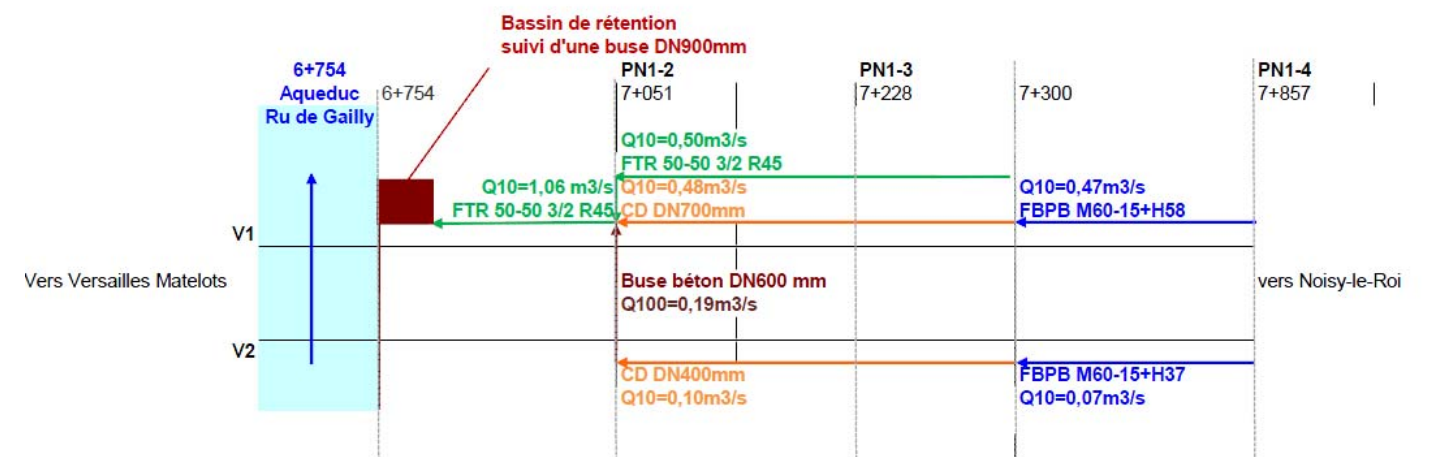 Bassin de rétention
suivi d'une buse DN900mm
6+754
Aqueduc
Ru de Gailly
6+754
PN1-2
7+051
PN1-3
7+228
7+300
PN1-4
7+857
Q10=0,50m3/s
FTR 50-50 3/2 R45
Q10=1,06 m3/s
FTR 50-50 3/2 R45
Q10=0,48m3/s
CD DN700mm
Q10=0,47m3/s
FBPB M60-15+H58
V1
Vers Versailles Matelots
Buse béton DN600 mm
Q100=0,19m3/s
vers Noisy-le-Roi
V2
CD DN400mm
Q10=0,10m3/s
FBPB M60-15+H37
Q10=0,07m3/s